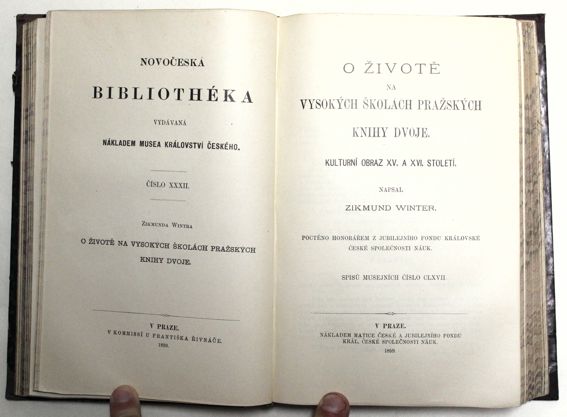 NOVOČESKÁ
BIBLIOTHÉKA
VYDÁVANÁ
NÁKLADEM MUSEA KRÁLOVSTVÍ ČESKÉHO.
ČÍSLO XXXII.
ZIKMUNDA WINTRA
O ŽIVOTĚ NA VYSOKÝCH ŠKOLÁCH PRAŽSKÝCH
KNIHY DVOJE.
V PRAZE.
V KOMMISSÍ U FRANTIŠKA ŘIVNÁČE.
1899.
O ŽIVOTĚ
NA
VYSOKÝCH ŠKOLÁCH PRAŽSKÝCH
KNIHY DVOJE.
KULTURNÍ OBRAZ XV. A XVI. STOLETÍ.
NAPSAL
ZIKMUND WINTER.
POCTĚNO HONORÁŘEM Z JUBILEJNÍHO FONDU KRÁLOVSKÉ
ČESKÉ SPOLEČNOSTI NÁUK.
SPISŮ MUSEJNÍCH ČÍSLO CLXVII
V PRAZE.
NÁKLADEM MATICE ČESKÉ A JUBILEJNÍHO FONDU
KRÁL. ČESKÉ SPOLEČNOSTI NÁUK.
1899.